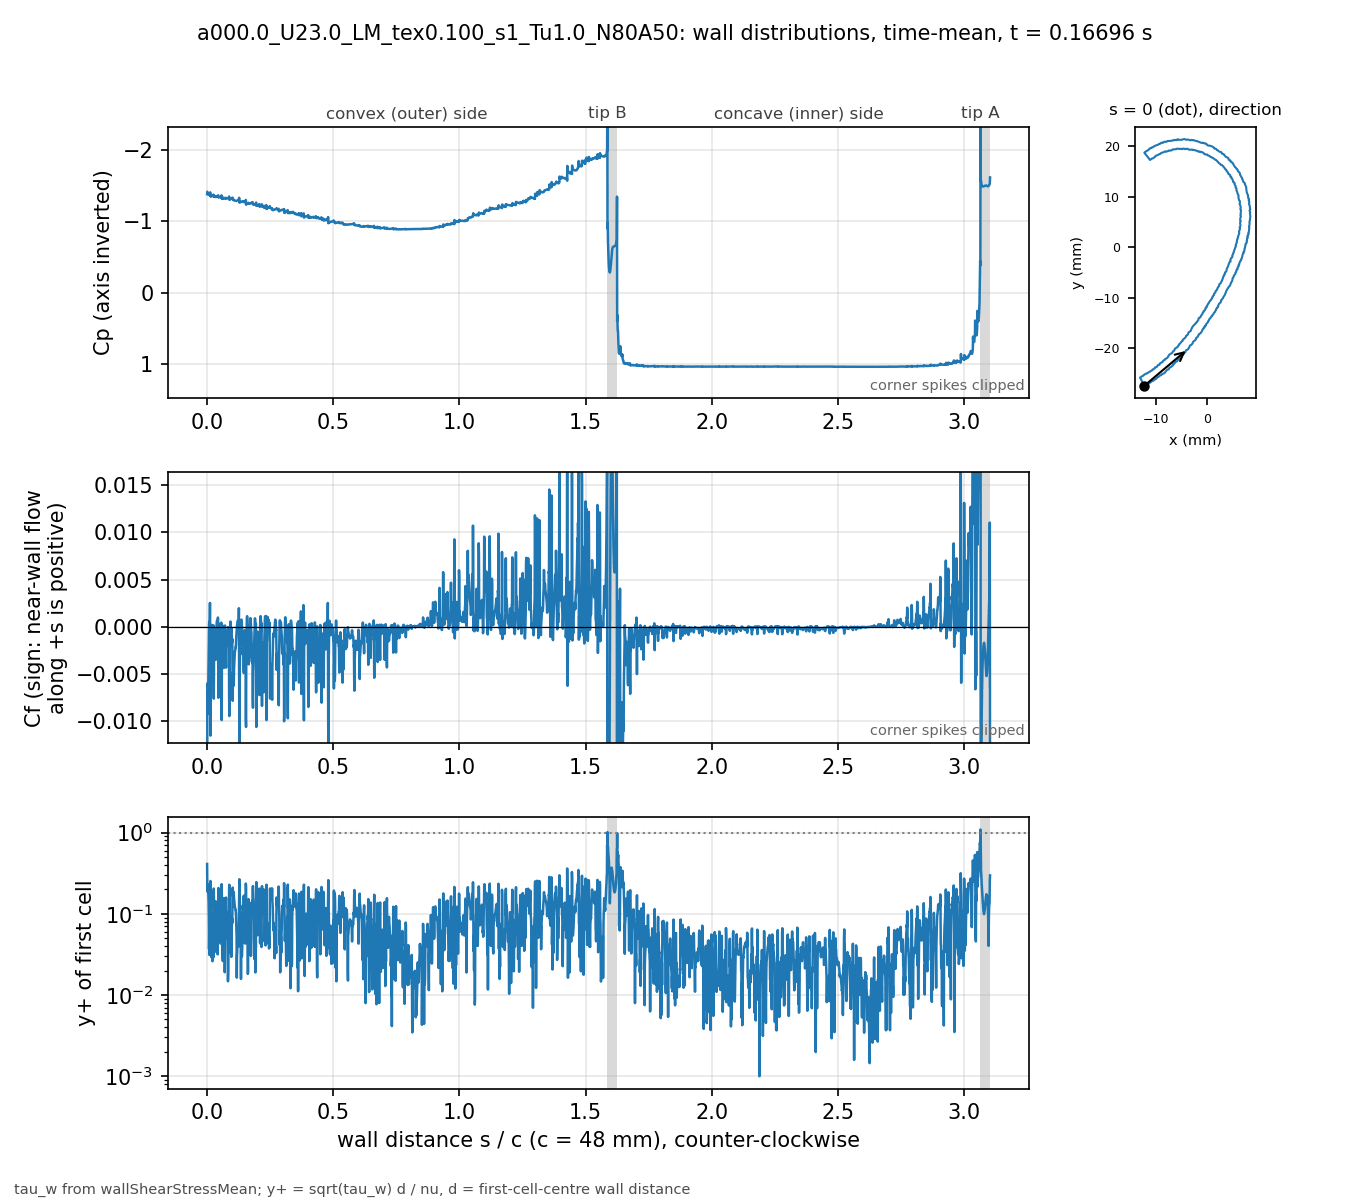 a000.0_U23.0_LM_tex0.100_s1_Tu1.0_N80A50: wall distributions, time-mean, t = 0.16696 s
convex (outer) side
tip B
concave (inner) side
tip A
s = 0 (dot), direction
Cp (axis inverted)
−2
−1
0
1
corner spikes clipped
0.0
0.5
1.0
1.5
2.0
2.5
3.0
y (mm)
20
10
0
−10
−20
−10
0
x (mm)
Cf (sign: near-wall flow
along +s is positive)
0.015
0.010
0.005
0.000
−0.005
−0.010
corner spikes clipped
0.0
0.5
1.0
1.5
2.0
2.5
3.0
y+ of first cell
10⁰
10⁻¹
10⁻²
10⁻³
0.0
0.5
1.0
1.5
2.0
2.5
3.0
wall distance s / c (c = 48 mm), counter-clockwise
tau_w from wallShearStressMean; y+ = sqrt(tau_w) d / nu, d = first-cell-centre wall distance